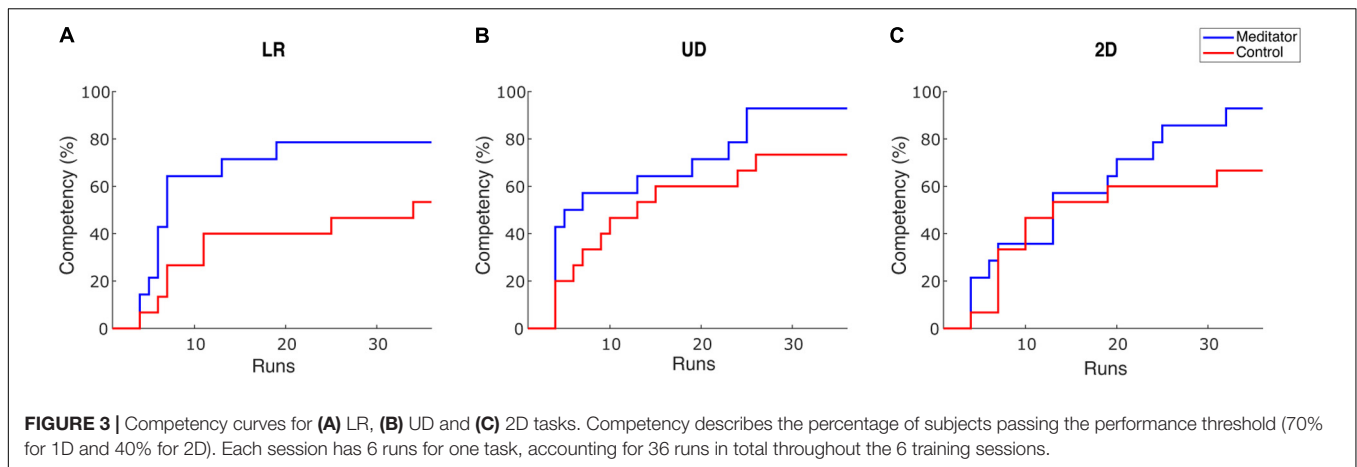 A
LR
Competency (%)
100
80
60
40
20
0
10
20
30
Runs
B
UD
Competency (%)
100
80
60
40
20
0
10
20
30
Runs
C
2D
Meditator
Control
Competency (%)
100
80
60
40
20
0
10
20
30
Runs
FIGURE 3 | Competency curves for (A) LR, (B) UD and (C) 2D tasks. Competency describes the percentage of subjects passing the performance threshold (70%
for 1D and 40% for 2D). Each session has 6 runs for one task, accounting for 36 runs in total throughout the 6 training sessions.